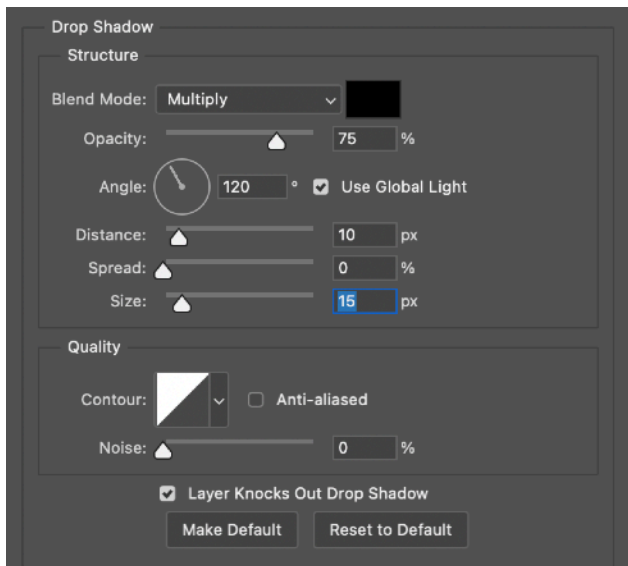 Drop Shadow
Structure
Blend Mode: Multiply
Opacity: 75 %
Angle: 120 ° Use Global Light
Distance: 10 px
Spread: 0 %
Size: 15 px
Quality
Contour: Anti-aliased
Noise: 0 %
Layer Knocks Out Drop Shadow
Make Default Reset to Default